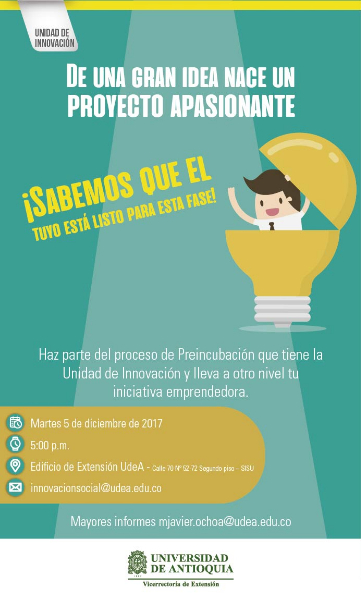 UNIDAD DE
INNOVACIÓN
DE UNA GRAN IDEA NACE UN
PROYECTO APASIONANTE
¡SABEMOS QUE EL
TUYO ESTÁ LISTO PARA ESTA FASE!
Haz parte del proceso de Preincubación que tiene la
Unidad de Innovación y lleva a otro nivel tu
iniciativa emprendedora.
Martes 5 de diciembre de 2017
5:00 p.m.
Edificio de Extensión UdeA - Calle 70 Nº 52-72 Segundo piso - SISU
innovacionsocial@udea.edu.co
Mayores informes mjavier.ochoa@udea.edu.co
UNIVERSIDAD
DE ANTIOQUIA
Vicerrectoría de Extensión